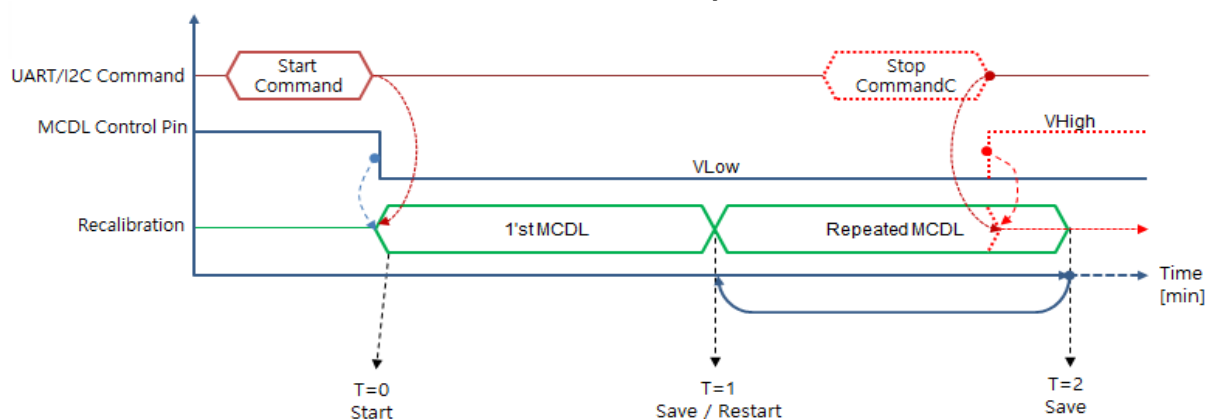 UART/I2C Command
Start
Command
Stop
CommandC
MCDL Control Pin
VHigh
VLow
Recalibration
1'st MCDL
Repeated MCDL
Time
[min]
T=0
Start
T=1
Save / Restart
T=2
Save